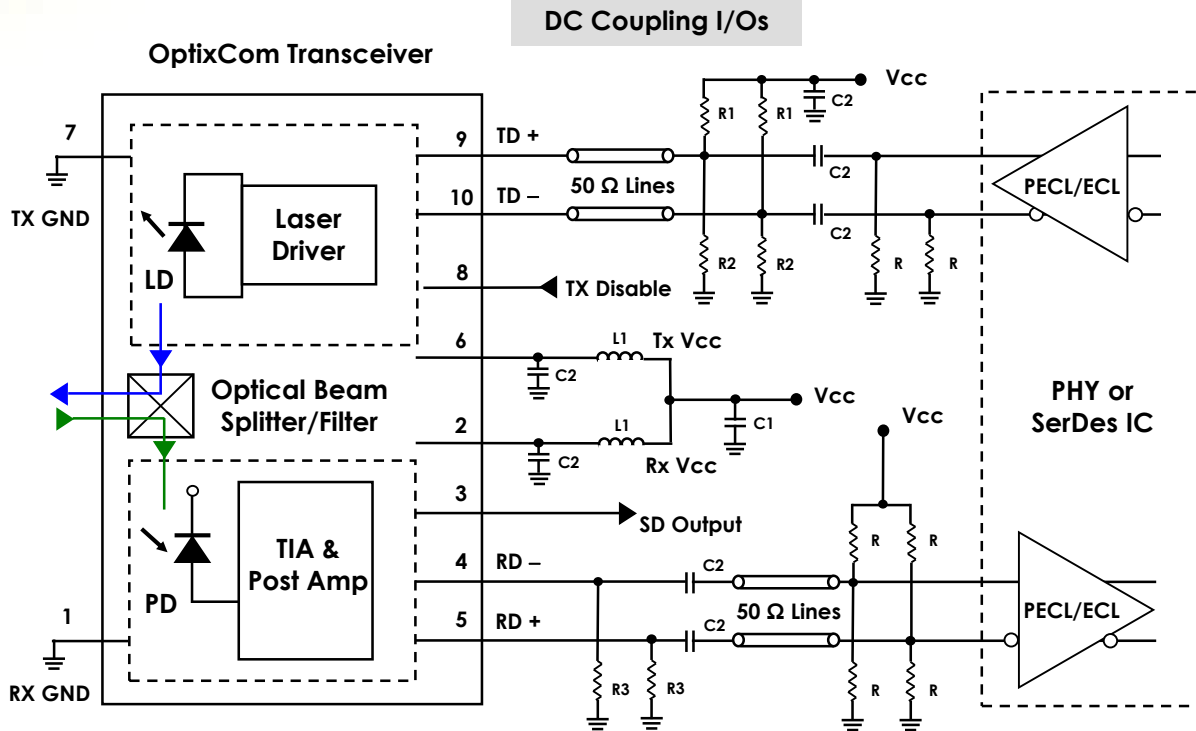 DC Coupling I/Os
OptixCom Transceiver
Vcc
C2
R1
R1
7
9
TD +
C2
50 Ω Lines
PECL/ECL
TX GND
10
TD –
C2
Laser
Driver
LD
R2
R2
R
R
8
TX Disable
6
L1
Tx Vcc
C2
Optical Beam
Splitter/Filter
Vcc
C1
PHY or
SerDes IC
Vcc
2
L1
C2
Rx Vcc
3
SD Output
R
R
TIA &
Post Amp
4
RD –
C2
PD
50 Ω Lines
PECL/ECL
1
5
RD +
C2
RX GND
R3
R3
R
R